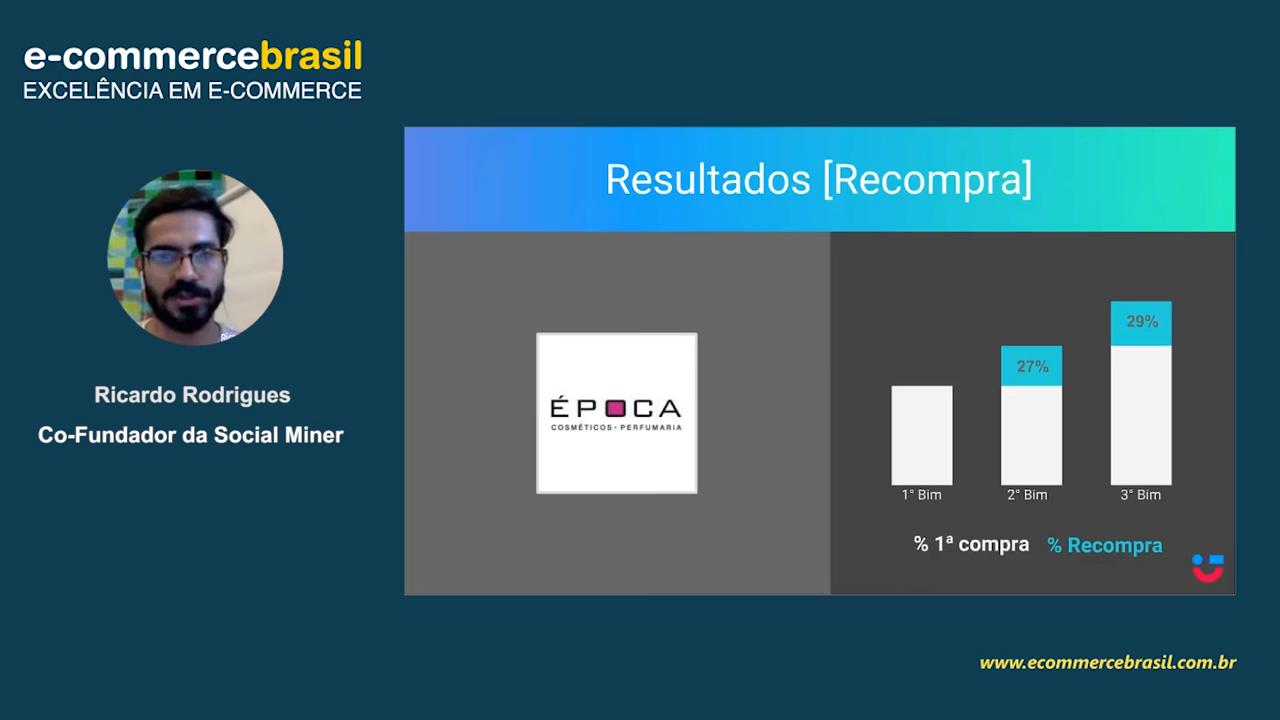 e-commercebrasil
EXCELÊNCIA EM E-COMMERCE
Resultados [Recompra]
Ricardo Rodrigues
Co-Fundador da Social Miner
ÉPOCA
COSMÉTICOS • PERFUMARIA
27%
29%
1° Bim
2° Bim
3° Bim
% 1ª compra
% Recompra
www.ecommercebrasil.com.br